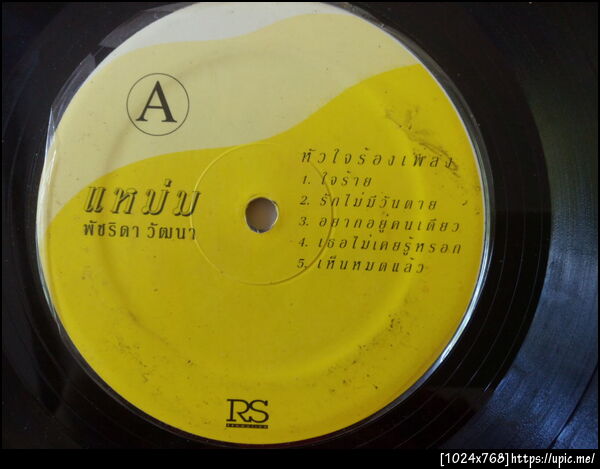 A
แหม่ม
พัชริดา วัฒนา
หัวใจร้องเพลง
1. ใจร้าย
2. รักไม่มีวันตาย
3. อยากอยู่คนเดียว
4. เธอไม่เคยรู้หรอก
5. เห็นหมดแล้ว
RS
PROMOTION
[1024x768]https://upic.me/